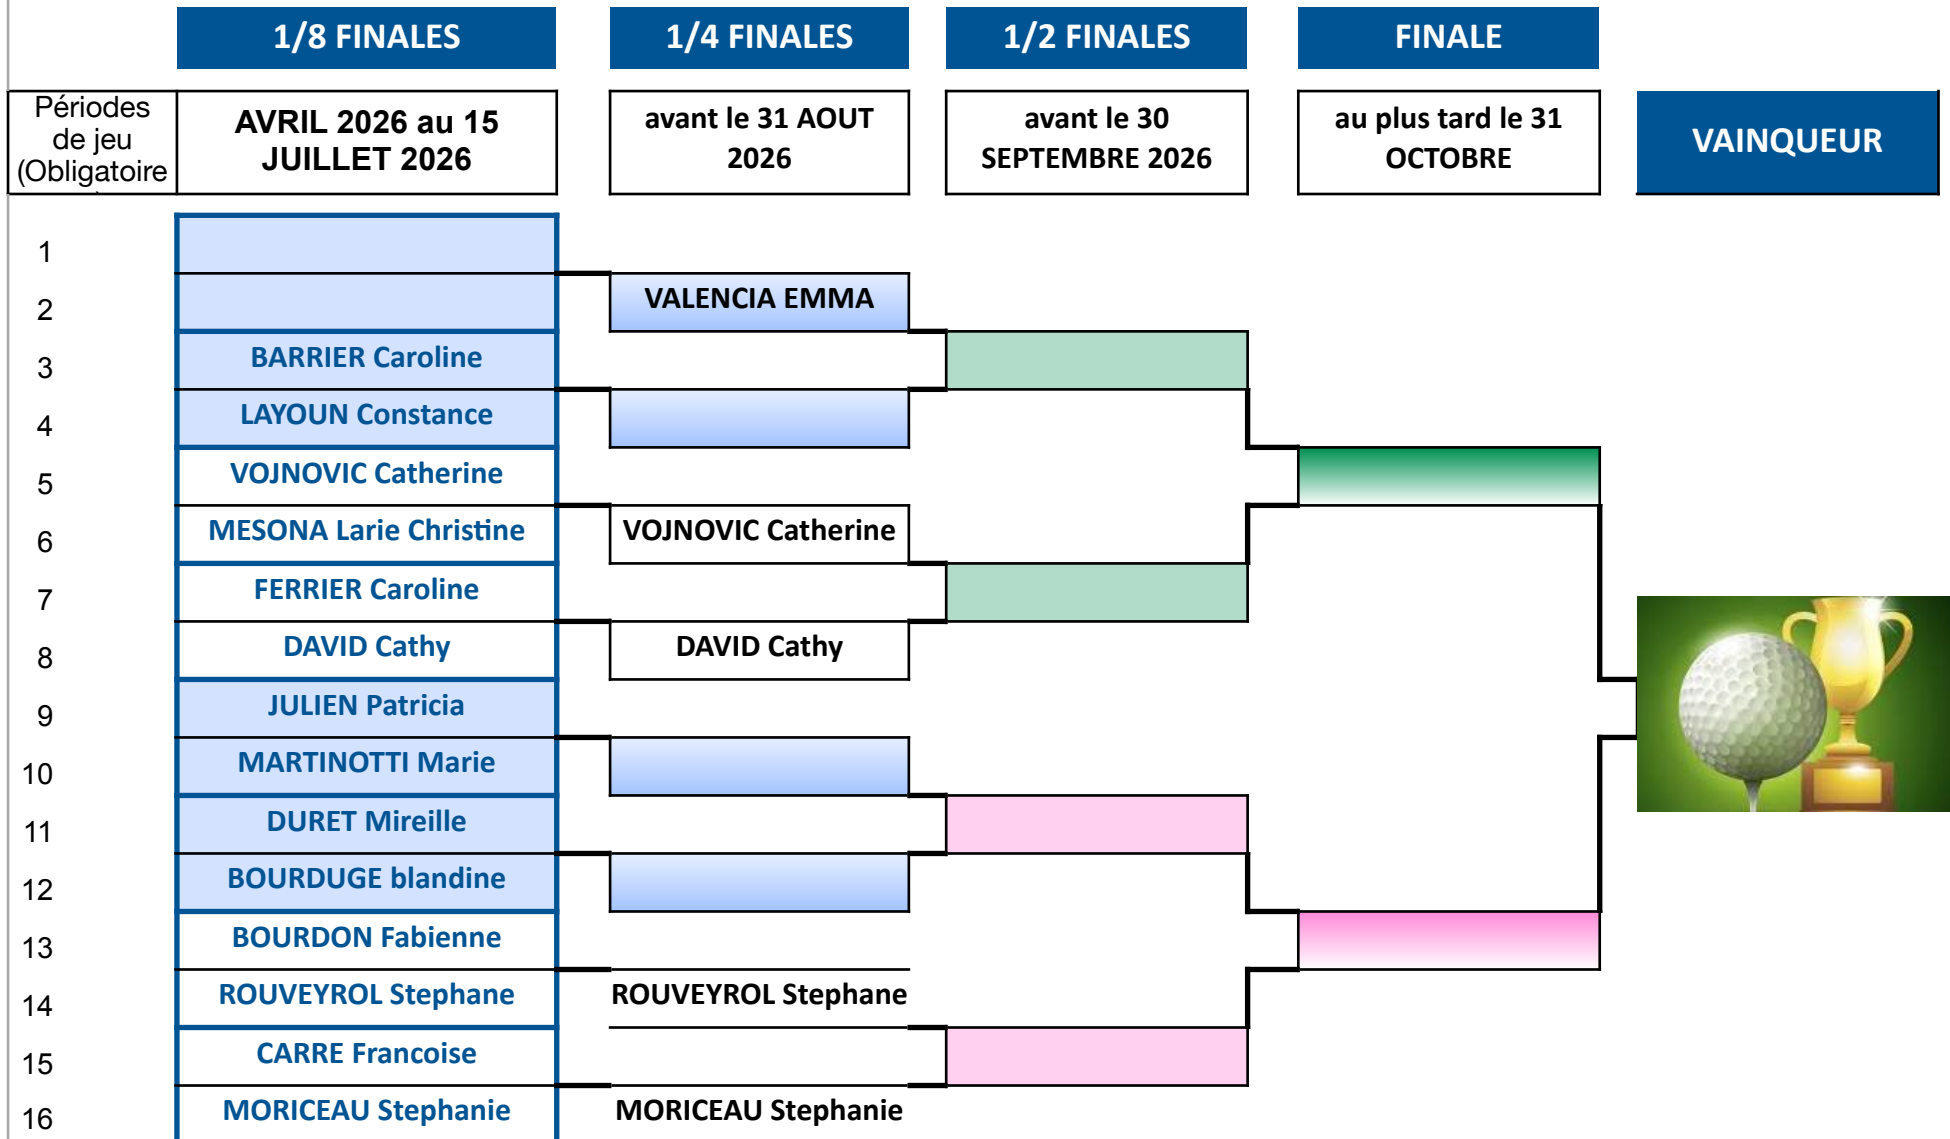 1/8 FINALES
1/4 FINALES
1/2 FINALES
FINALE
Périodes
de jeu
(Obligatoire
AVRIL 2026 au 15
JUILLET 2026
avant le 31 AOUT
2026
avant le 30
SEPTEMBRE 2026
au plus tard le 31
OCTOBRE
VAINQUEUR
1
2
VALENCIA EMMA
3
BARRIER Caroline
4
LAYOUN Constance
5
VOJNOVIC Catherine
6
MESONA Larie Christine
VOJNOVIC Catherine
7
FERRIER Caroline
8
DAVID Cathy
DAVID Cathy
9
JULIEN Patricia
10
MARTINOTTI Marie
11
DURET Mireille
12
BOURDUGE blandine
13
BOURDON Fabienne
14
ROUVEYROL Stephane
ROUVEYROL Stephane
15
CARRE Francoise
16
MORICEAU Stephanie
MORICEAU Stephanie